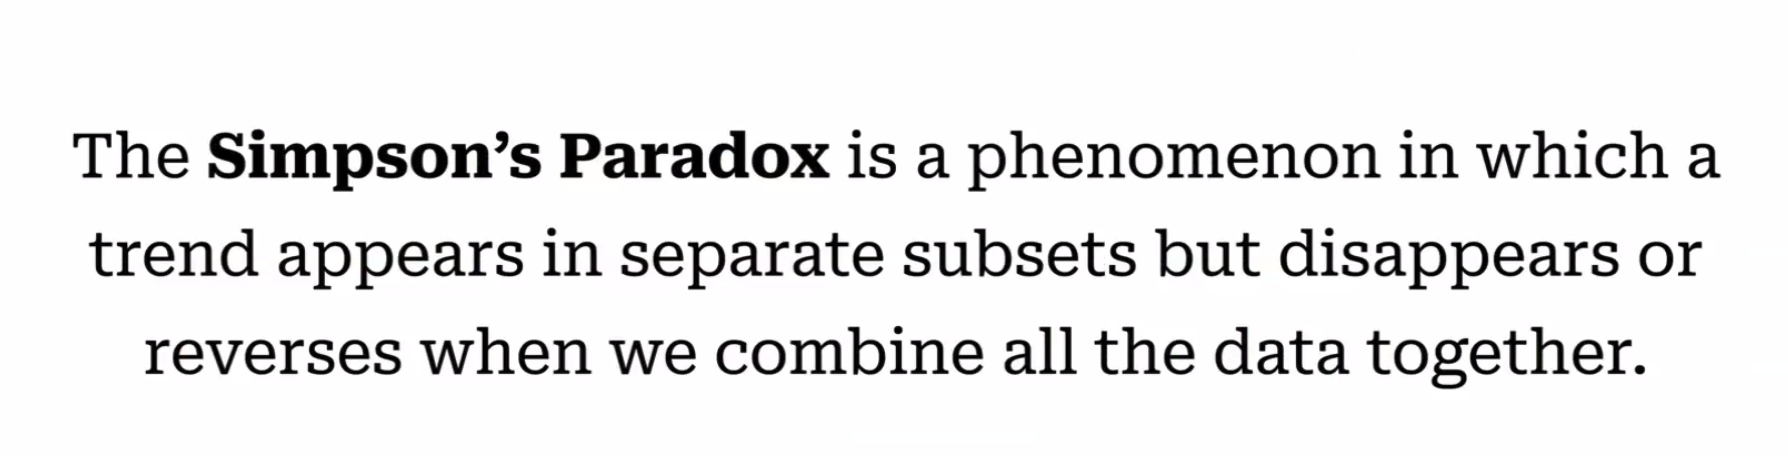 The Simpson’s Paradox is a phenomenon in which a
trend appears in separate subsets but disappears or
reverses when we combine all the data together.